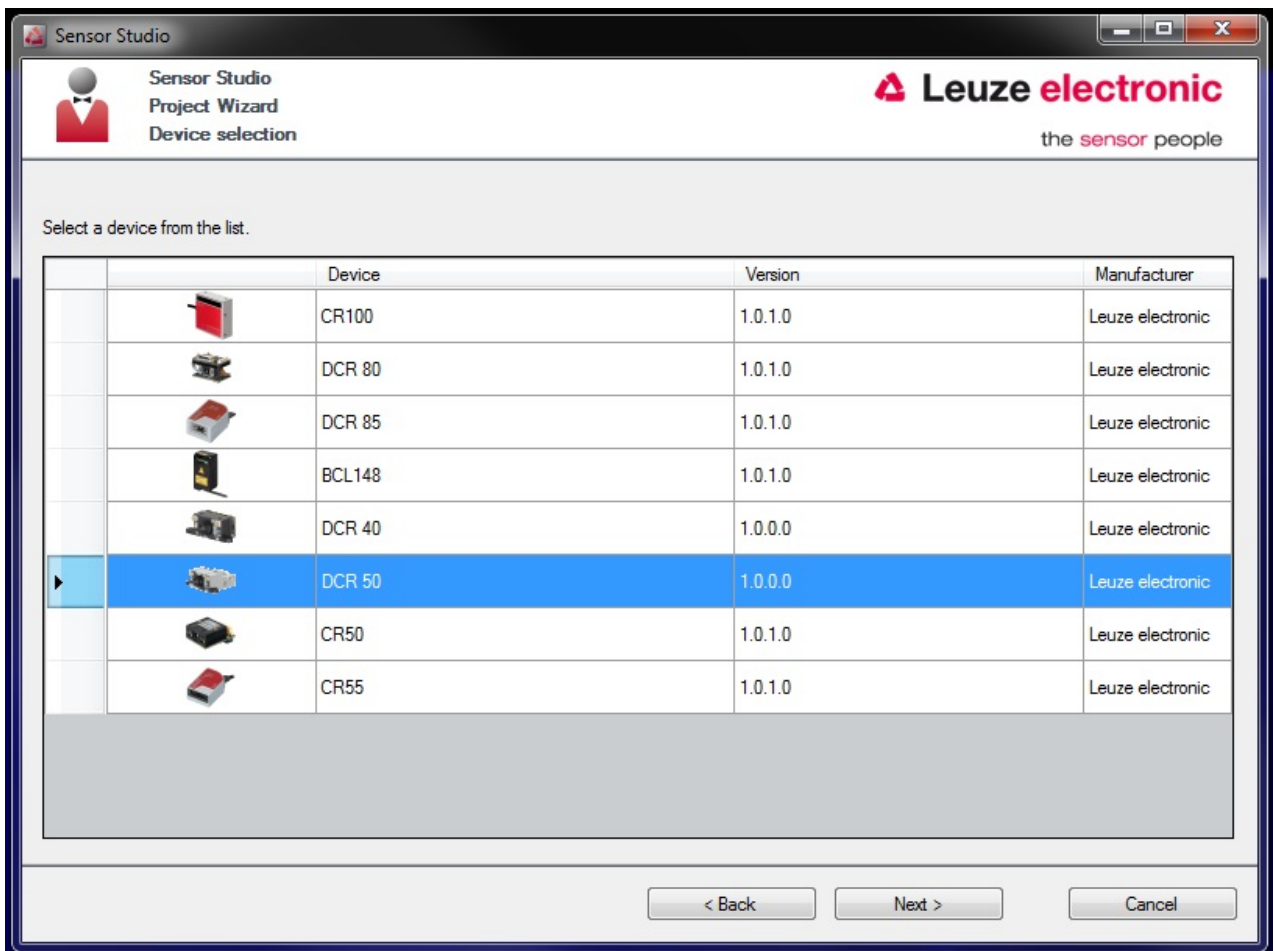 Sensor Studio
Sensor Studio
Project Wizard
Device selection
Leuze electronic
the sensor people
Select a device from the list.
Device Version Manufacturer
CR100 1.0.1.0 Leuze electronic
DCR 80 1.0.1.0 Leuze electronic
DCR 85 1.0.1.0 Leuze electronic
BCL148 1.0.1.0 Leuze electronic
DCR 40 1.0.0.0 Leuze electronic
DCR 50 1.0.0.0 Leuze electronic
CR50 1.0.1.0 Leuze electronic
CR55 1.0.1.0 Leuze electronic
< Back Next > Cancel